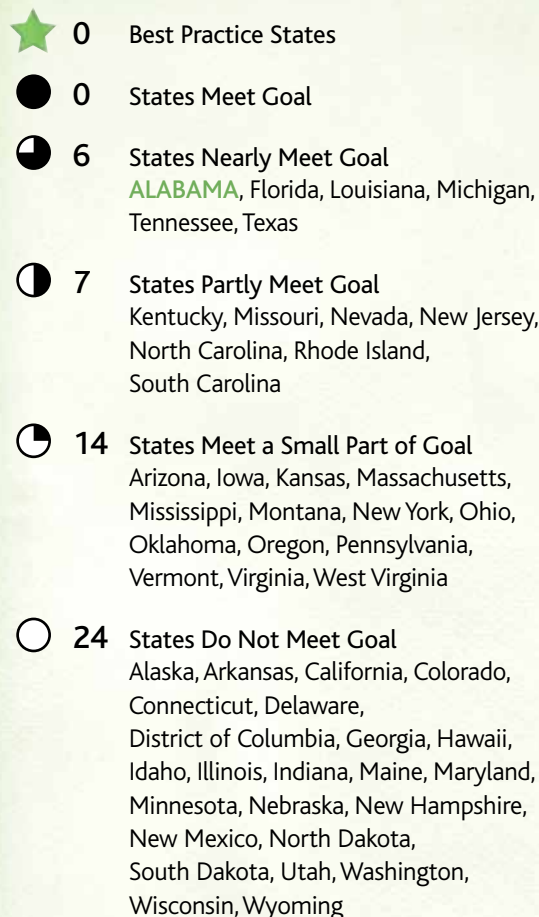 0 Best Practice States
0 States Meet Goal
6 States Nearly Meet Goal
ALABAMA, Florida, Louisiana, Michigan,
Tennessee, Texas
7 States Partly Meet Goal
Kentucky, Missouri, Nevada, New Jersey,
North Carolina, Rhode Island,
South Carolina
14 States Meet a Small Part of Goal
Arizona, Iowa, Kansas, Massachusetts,
Mississippi, Montana, New York, Ohio,
Oklahoma, Oregon, Pennsylvania,
Vermont, Virginia, West Virginia
24 States Do Not Meet Goal
Alaska, Arkansas, California, Colorado,
Connecticut, Delaware,
District of Columbia, Georgia, Hawaii,
Idaho, Illinois, Indiana, Maine, Maryland,
Minnesota, Nebraska, New Hampshire,
New Mexico, North Dakota,
South Dakota, Utah, Washington,
Wisconsin, Wyoming